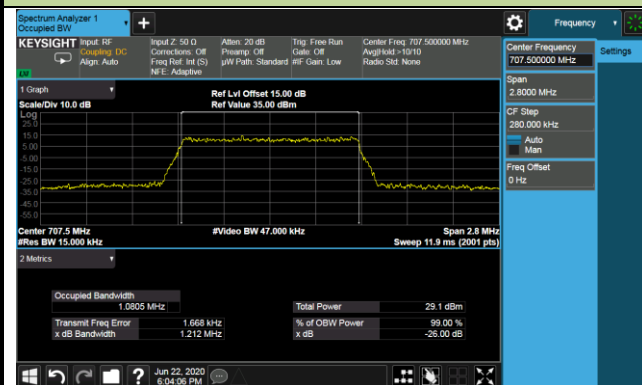 Spectrum Analyzer 1
Occupied BW
+
Frequency
KEYSIGHT
Input: RF
Coupling: DC
Align: Auto
Input Z: 50 Ω
Corrections: Off
Freq Ref: Int (S)
NFE: Adaptive
Atten: 20 dB
Preamp: Off
µW Path: Standard
Trig: Free Run
Gate: Off
#IF Gain: Low
Center Freq: 707.500000 MHz
Avg|Hold:>10/10
Radio Std: None
Center Frequency
707.500000 MHz
Settings
Span
2.8000 MHz
CF Step
280.000 kHz
Auto
Man
Freq Offset
0 Hz
1 Graph
Scale/Div 10.0 dB
Ref Lvl Offset 15.00 dB
Ref Value 35.00 dBm
Log
25.0
15.0
5.00
-5.00
-15.0
-25.0
-35.0
-45.0
-55.0
Center 707.5 MHz
#Video BW 47.000 kHz
Span 2.8 MHz
#Res BW 15.000 kHz
Sweep 11.9 ms (2001 pts)
2 Metrics
Occupied Bandwidth
1.0805 MHz
Total Power
29.1 dBm
Transmit Freq Error
1.668 kHz
% of OBW Power
99.00 %
x dB Bandwidth
1.212 MHz
x dB
-26.00 dB
?
Jun 22, 2020
6:04:06 PM